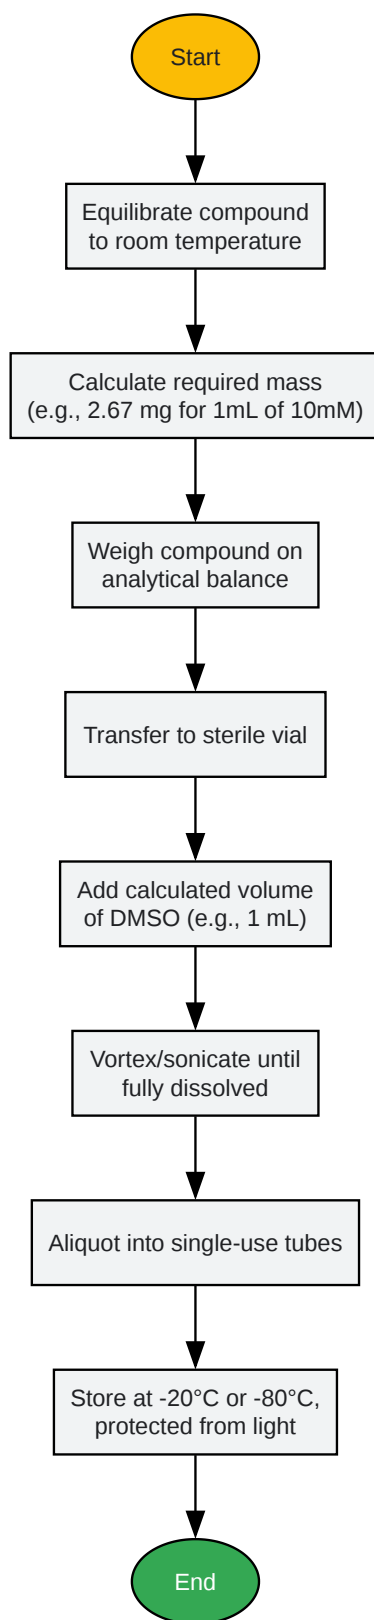 Start
Equilibrate compound
to room temperature
Calculate required mass
(e.g., 2.67 mg for 1mL of 10mM)
Weigh compound on
analytical balance
Transfer to sterile vial
Add calculated volume
of DMSO (e.g., 1 mL)
Vortex/sonicate until
fully dissolved
Aliquot into single-use tubes
Store at -20°C or -80°C,
protected from light
End